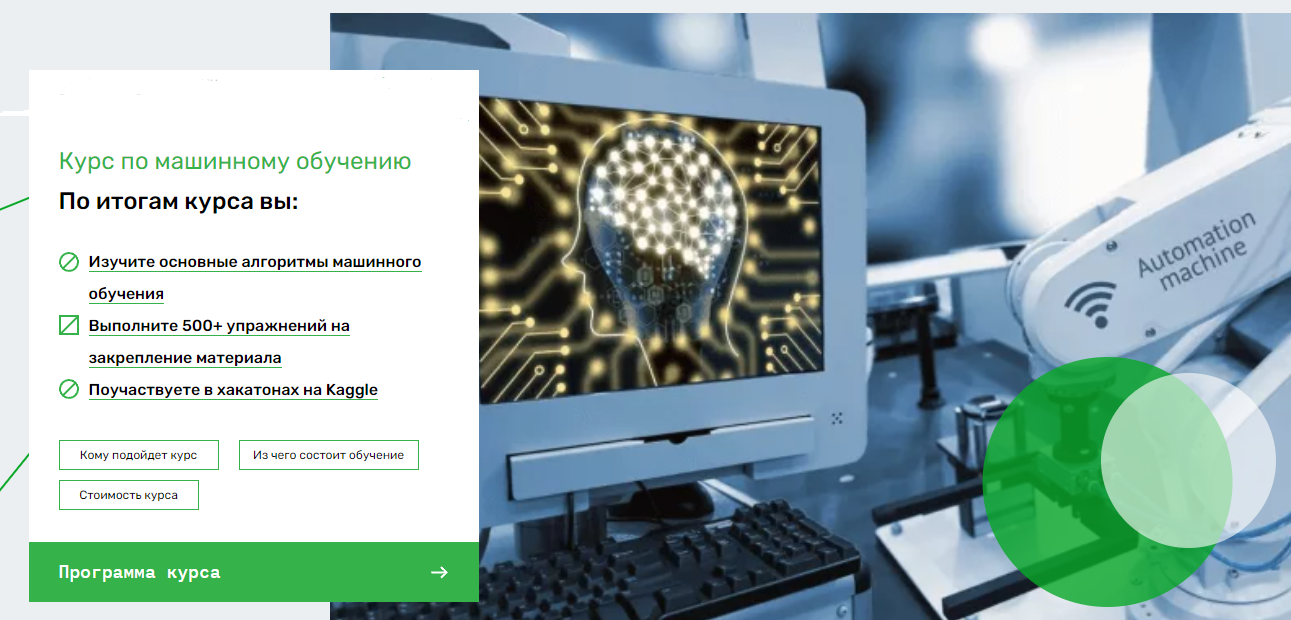 Курс по машинному обучению
По итогам курса вы:
Изучите основные алгоритмы машинного
обучения
Выполните 500+ упражнений на
закрепление материала
Поучаствуете в хакатонах на Kaggle
Кому подойдет курс
Из чего состоит обучение
Стоимость курса
Программа курса
Automation
machine